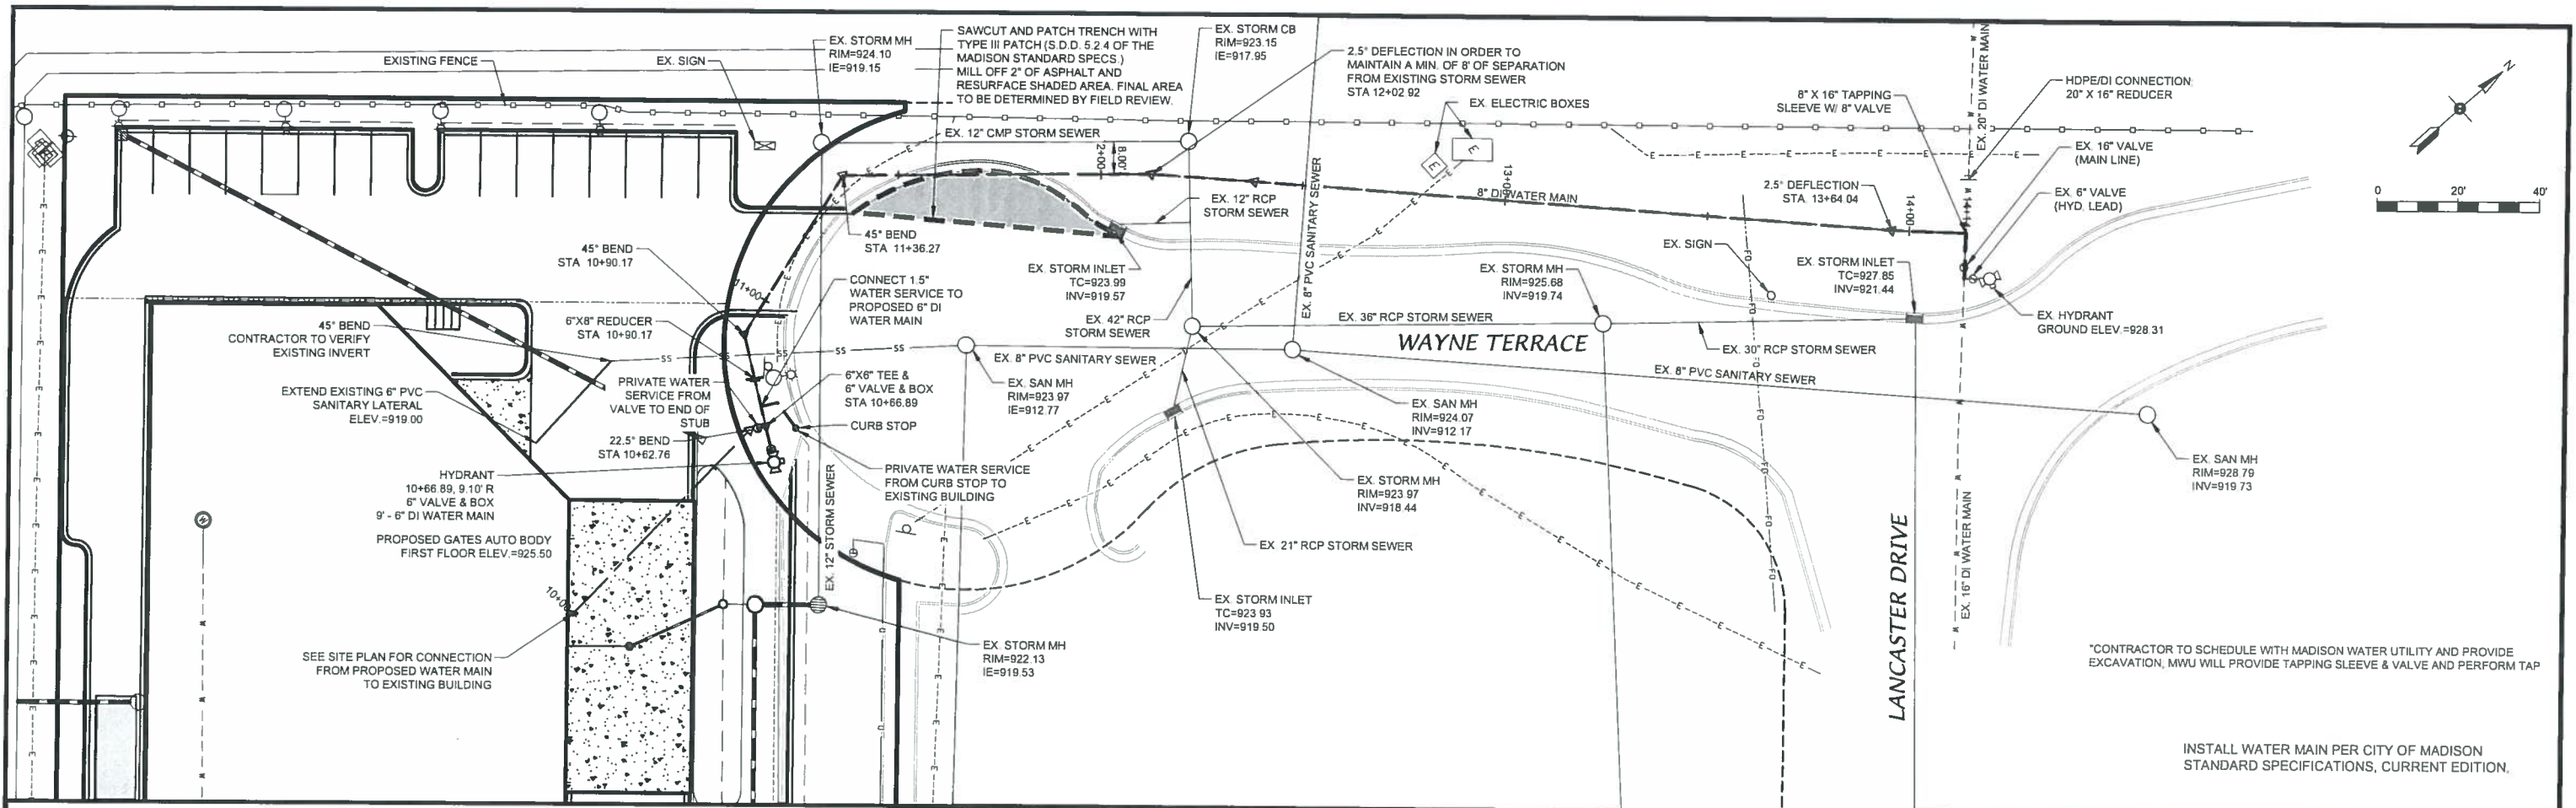 EX. STORM MH
RIM=924.10
IE=919.15
SAWCUT AND PATCH TRENCH WITH
TYPE III PATCH (S.D.D. 5.2.4 OF THE
MADISON STANDARD SPECS.)
MILL OFF 2" OF ASPHALT AND
RESURFACE SHADED AREA. FINAL AREA
TO BE DETERMINED BY FIELD REVIEW.
EX. STORM CB
RIM=923.15
IE=917.95
2.5° DEFLECTION IN ORDER TO
MAINTAIN A MIN. OF 8' OF SEPARATION
FROM EXISTING STORM SEWER
STA 12+02.92
EXISTING FENCE
EX. SIGN
EX. ELECTRIC BOXES
8" X 16" TAPPING
SLEEVE W/ 8" VALVE
EX. 20" DI WATER MAIN
HDPE/DI CONNECTION
20" X 16" REDUCER
N
EX. 16" VALVE
(MAIN LINE)
EX. 6" VALVE
(HYD. LEAD)
0 20' 40'
EX. 12" CMP STORM SEWER
8.00'
EX. 8" PVC SANITARY SEWER
13+00
8" DI WATER MAIN
2.5° DEFLECTION
STA. 13+64.04
14+00
EX. 12" RCP
STORM SEWER
45° BEND
STA 11+36.27
45° BEND
STA 10+90.17
11+00
CONNECT 1.5"
WATER SERVICE TO
PROPOSED 6" DI
WATER MAIN
EX. STORM INLET
TC=923.99
INV=919.57
EX. SIGN
EX. STORM MH
RIM=925.68
INV=919.74
EX. STORM INLET
TC=927.85
INV=921.44
EX. HYDRANT
GROUND ELEV.=928.31
6"X8" REDUCER
STA 10+90.17
45° BEND
CONTRACTOR TO VERIFY
EXISTING INVERT
EX. 42" RCP
STORM SEWER
EX. 36" RCP STORM SEWER
WAYNE TERRACE
EX. 30" RCP STORM SEWER
EX. 8" PVC SANITARY SEWER
EX. 8" PVC SANITARY SEWER
EXTEND EXISTING 6" PVC
SANITARY LATERAL
ELEV.=919.00
PRIVATE WATER
SERVICE FROM
VALVE TO END OF
STUB
6"X6" TEE &
6" VALVE & BOX
STA 10+66.89
EX. SAN MH
RIM=923.97
IE=912.77
EX. SAN MH
RIM=924.07
INV=912.17
CURB STOP
22.5° BEND
STA 10+62.76
HYDRANT
10+66.89, 9.10' R
6" VALVE & BOX
9' - 6" DI WATER MAIN
PRIVATE WATER SERVICE
FROM CURB STOP TO
EXISTING BUILDING
EX. 12" STORM SEWER
EX. STORM MH
RIM=923.97
INV=918.44
EX. SAN MH
RIM=928.79
INV=919.73
PROPOSED GATES AUTO BODY
FIRST FLOOR ELEV.=925.50
EX. 21" RCP STORM SEWER
LANCASTER DRIVE
EX. 16" DI WATER MAIN
EX. STORM INLET
TC=923.93
INV=919.50
EX. STORM MH
RIM=922.13
IE=919.53
SEE SITE PLAN FOR CONNECTION
FROM PROPOSED WATER MAIN
TO EXISTING BUILDING
*CONTRACTOR TO SCHEDULE WITH MADISON WATER UTILITY AND PROVIDE
EXCAVATION, MWU WILL PROVIDE TAPPING SLEEVE & VALVE AND PERFORM TAP
INSTALL WATER MAIN PER CITY OF MADISON
STANDARD SPECIFICATIONS, CURRENT EDITION.